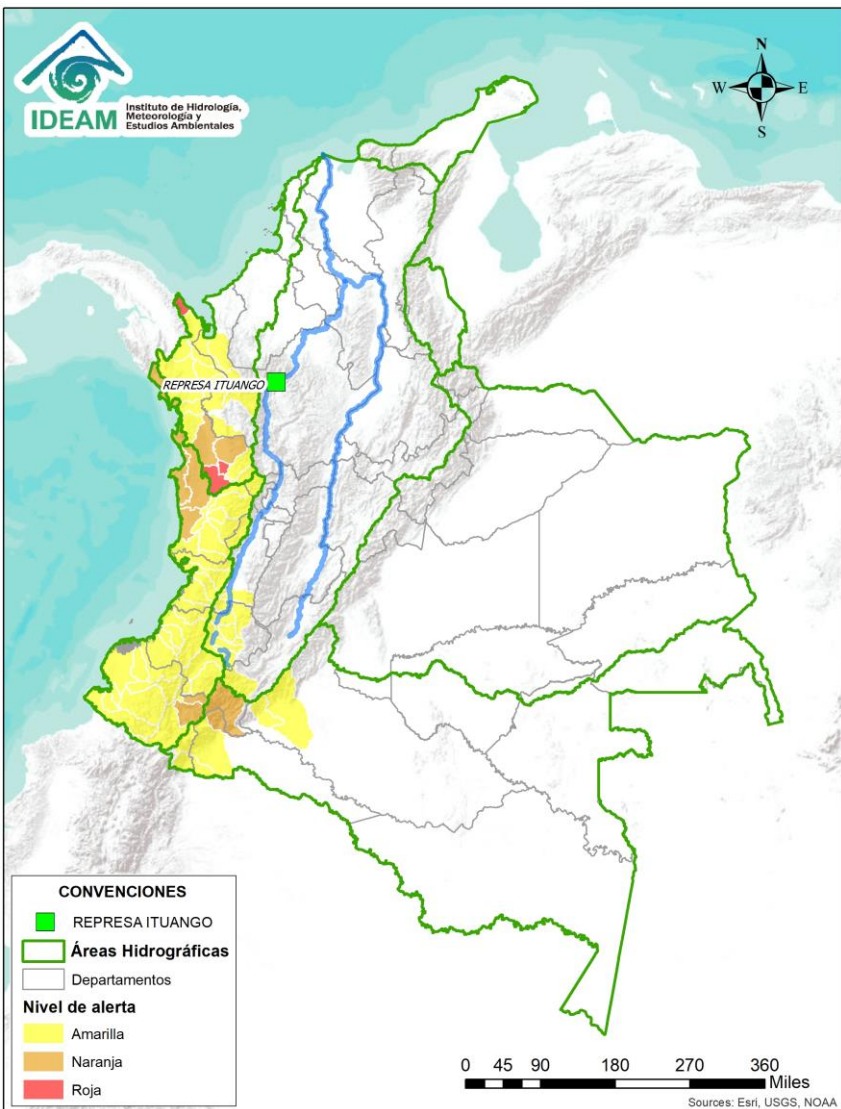 IDEAM
Instituto de Hidrología,
Meteorología y
Estudios Ambientales
N
W
E
S
REPRESA ITUANGO
CONVENCIONES
REPRESA ITUANGO
Áreas Hidrográficas
Departamentos
Nivel de alerta
Amarilla
Naranja
Roja
0 45 90 180 270 360
Miles
Sources: Esri, USGS, NOAA